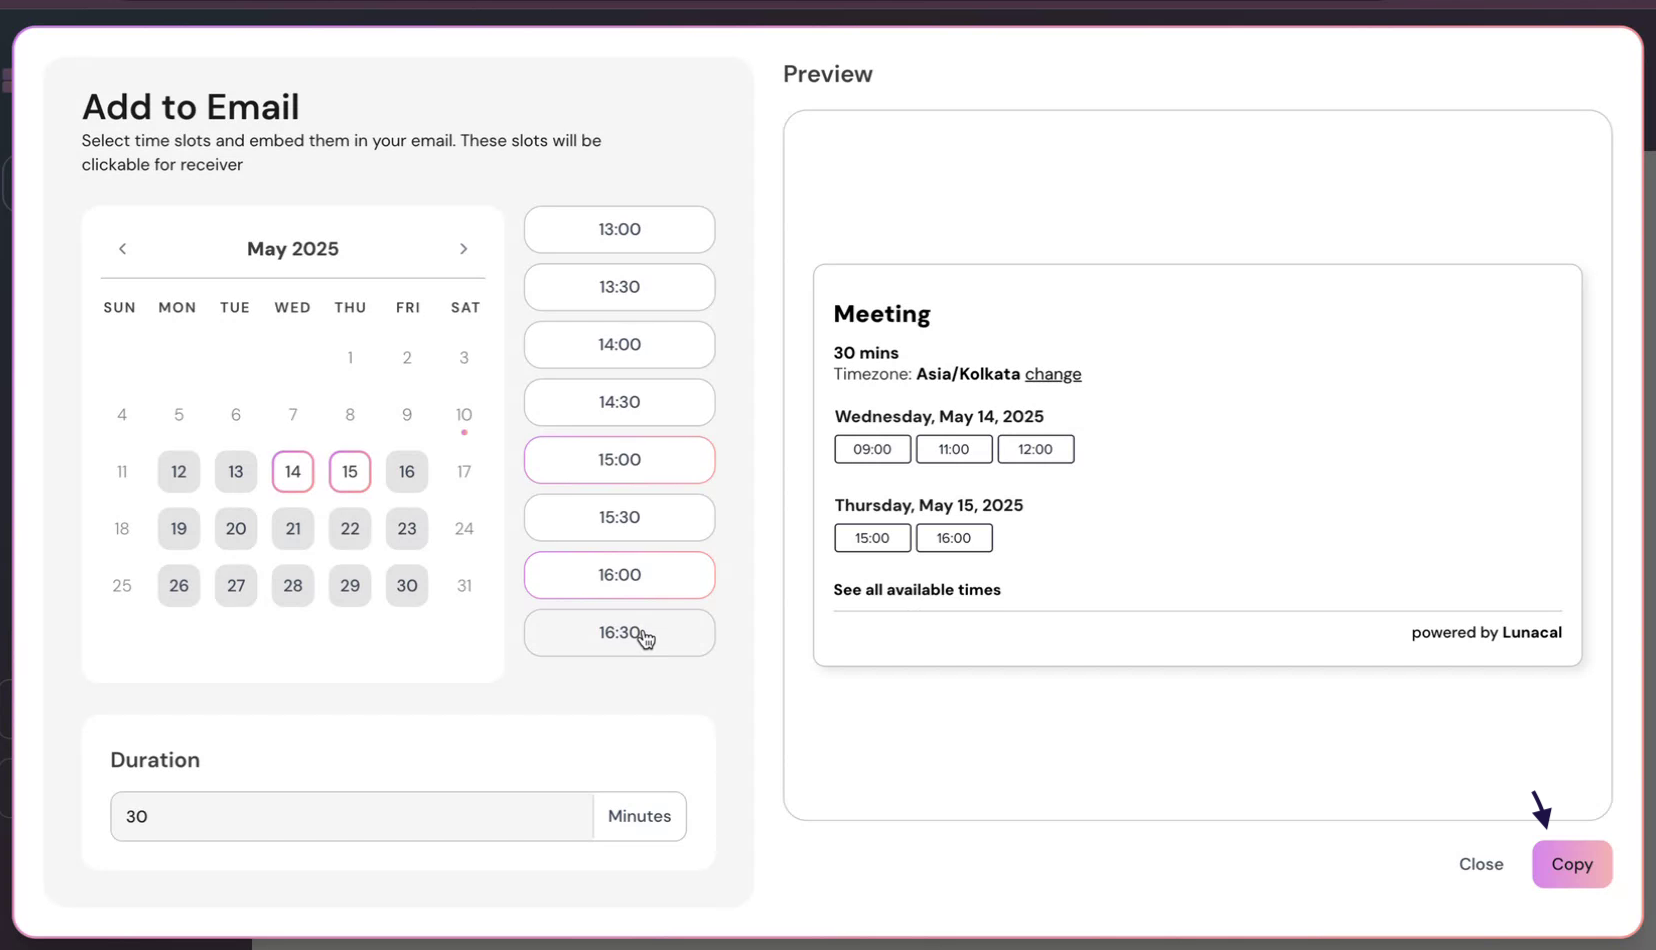 Add to Email
Select time slots and embed them in your email. These slots will be
clickable for receiver
May 2025
SUN MON TUE WED THU FRI SAT
1 2 3
4 5 6 7 8 9 10
11 12 13 14 15 16 17
18 19 20 21 22 23 24
25 26 27 28 29 30 31
13:00
13:30
14:00
14:30
15:00
15:30
16:00
16:30
Duration
30 Minutes
Preview
Meeting
30 mins
Timezone: Asia/Kolkata change
Wednesday, May 14, 2025
09:00 11:00 12:00
Thursday, May 15, 2025
15:00 16:00
See all available times
powered by Lunacal
Close Copy